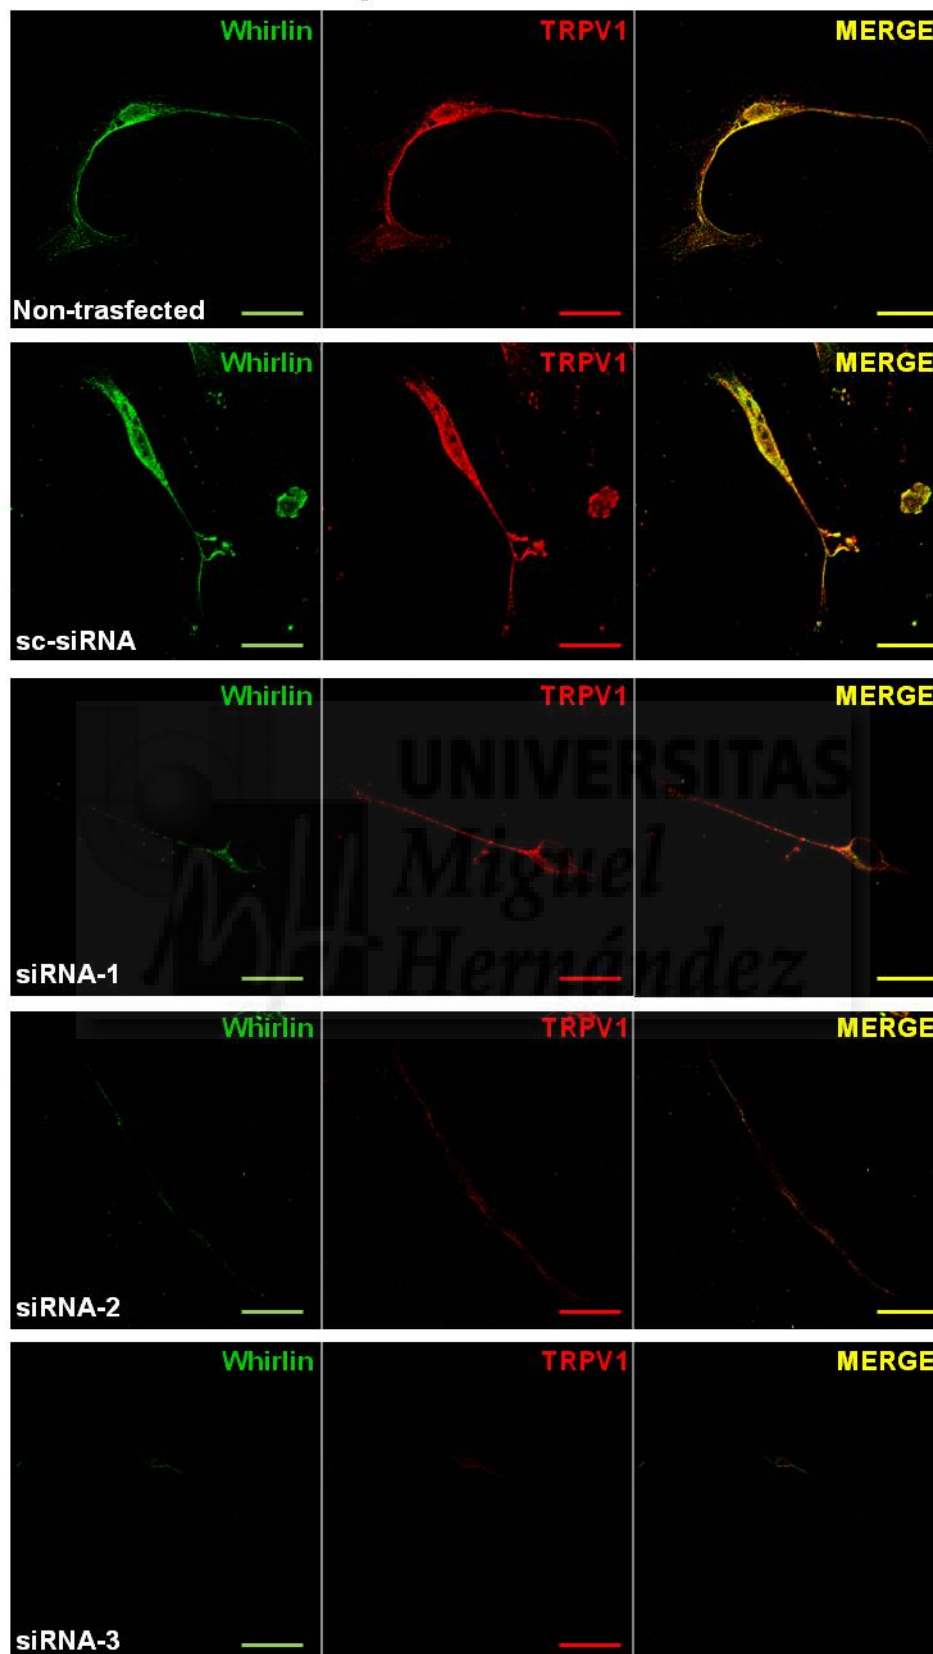 Whirlin TRPV1 MERGE
Non-trasfected
Whirlin TRPV1 MERGE
sc-siRNA
Whirlin TRPV1 MERGE
UNIVERSITAS
Miguel
Hernández
siRNA-1
Whirlin TRPV1 MERGE
siRNA-2
Whirlin TRPV1 MERGE
siRNA-3